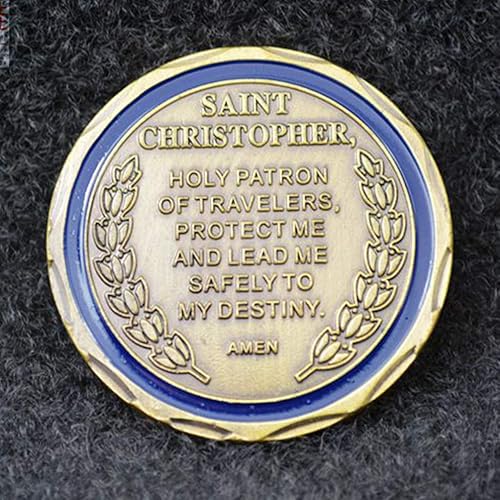 SAINT
CHRISTOPHER,
HOLY PATRON
OF TRAVELERS,
PROTECT ME
AND LEAD ME
SAFELY TO
MY DESTINY.
AMEN